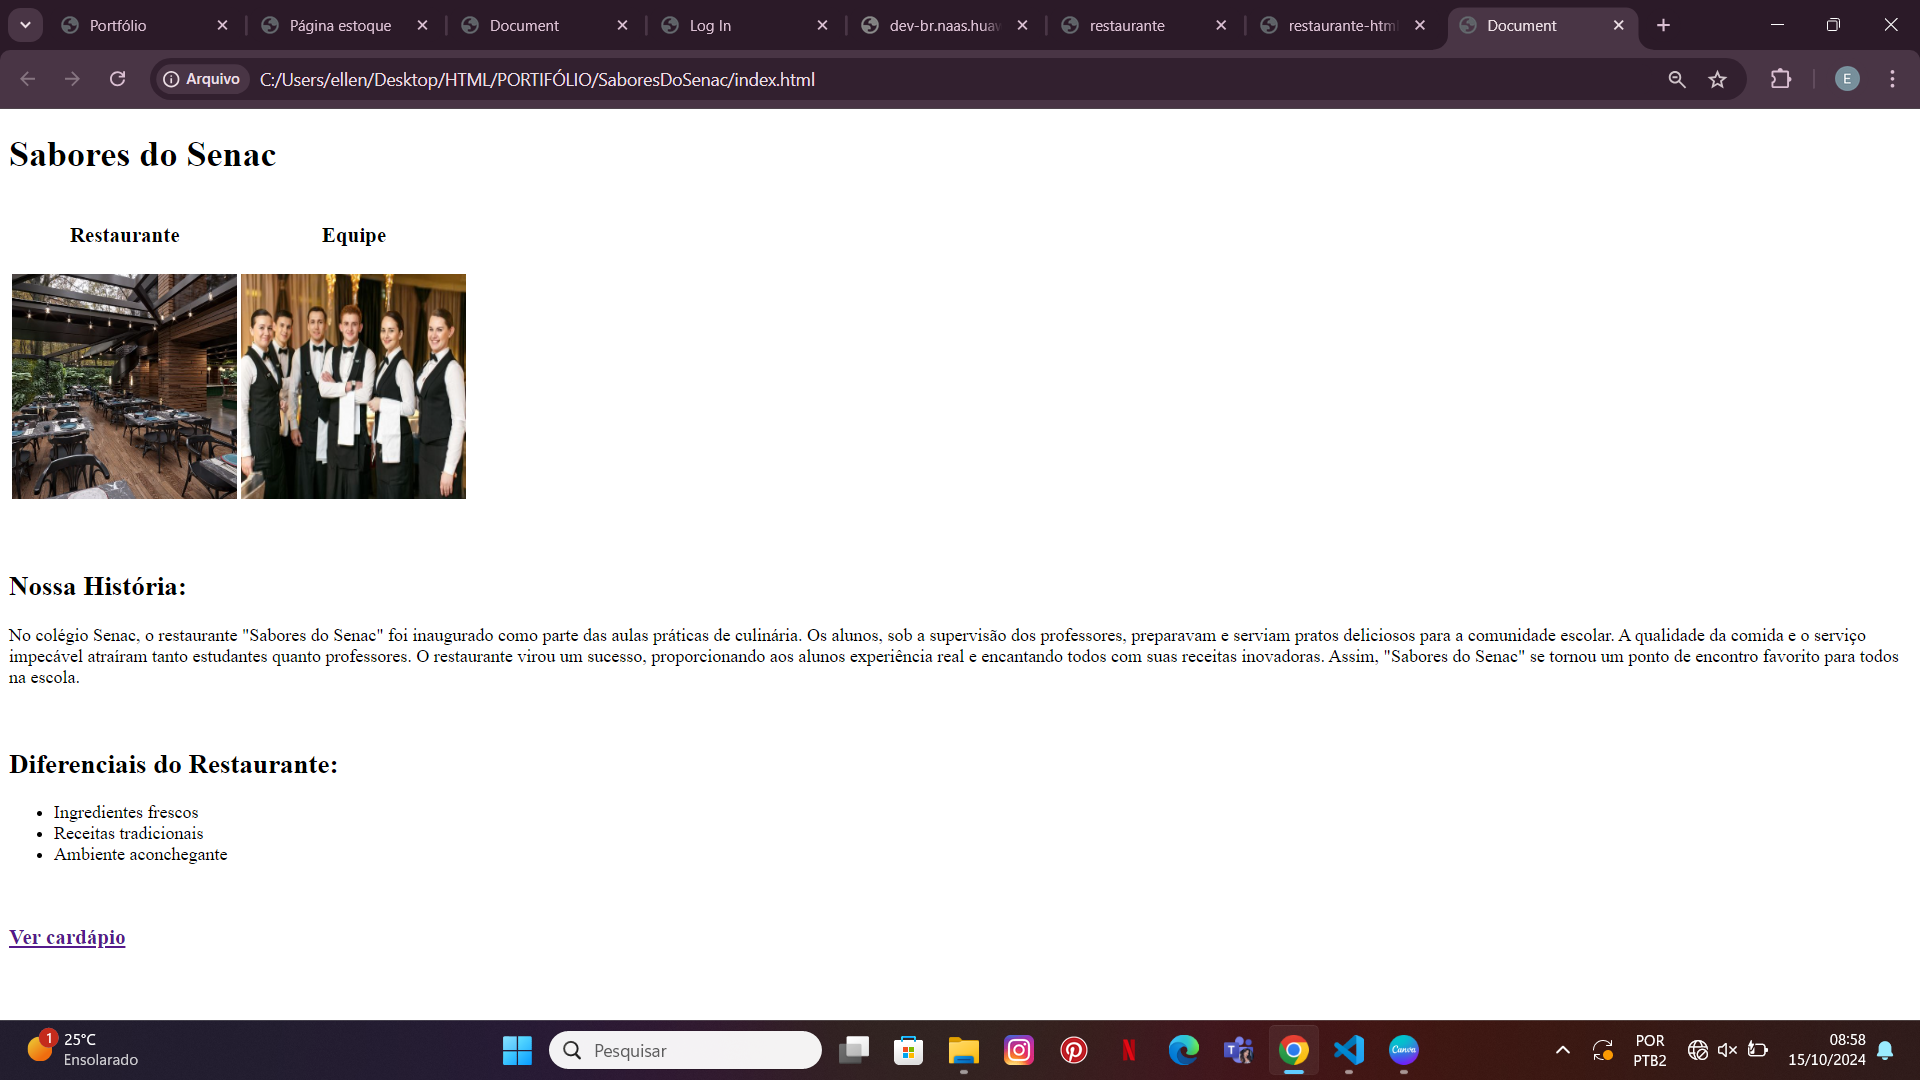 Portfólio
Página estoque
Document
Log In
dev-br.naas.huaw
restaurante
restaurante-html
Document
Arquivo
C:/Users/ellen/Desktop/HTML/PORTIFÓLIO/SaboresDoSenac/index.html
E
Sabores do Senac
Restaurante Equipe
Nossa História:
No colégio Senac, o restaurante "Sabores do Senac" foi inaugurado como parte das aulas práticas de culinária. Os alunos, sob a supervisão dos professores, preparavam e serviam pratos deliciosos para a comunidade escolar. A qualidade da comida e o serviço
impecável atraíram tanto estudantes quanto professores. O restaurante virou um sucesso, proporcionando aos alunos experiência real e encantando todos com suas receitas inovadoras. Assim, "Sabores do Senac" se tornou um ponto de encontro favorito para todos
na escola.
Diferenciais do Restaurante:
Ingredientes frescos
Receitas tradicionais
Ambiente aconchegante
Ver cardápio
1
25°C
Ensolarado
Pesquisar
N
T
Canva
POR
PTB2
08:58
15/10/2024